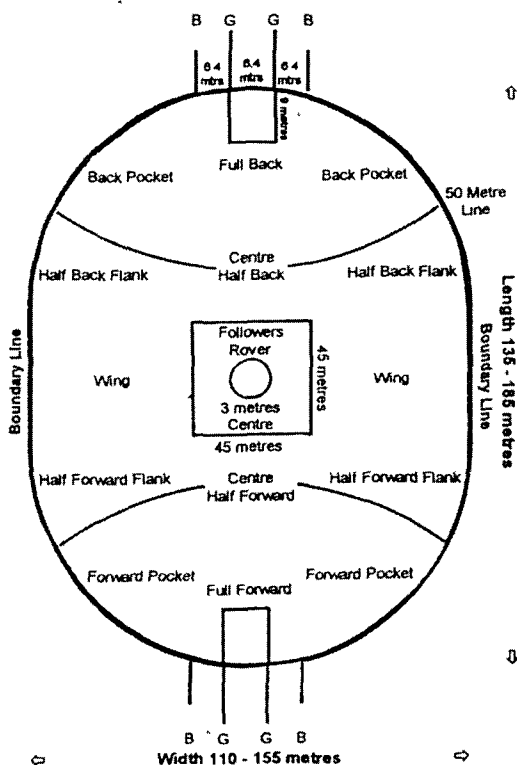 B G G B
6.4 mtrs
6.4 mtrs
6.4 mtrs
9 metres
Full Back
Back Pocket
Back Pocket
50 Metre
Line
Centre
Half Back
Half Back Flank
Half Back Flank
Boundary Line
Followers
Rover
3 metres
Centre
45 metres
45 metres
Wing
Wing
Boundary Line
Length 135 - 185 metres
Half Forward Flank
Centre
Half Forward
Half Forward Flank
Forward Pocket
Full Forward
Forward Pocket
B G G B
Width 110 - 155 metres